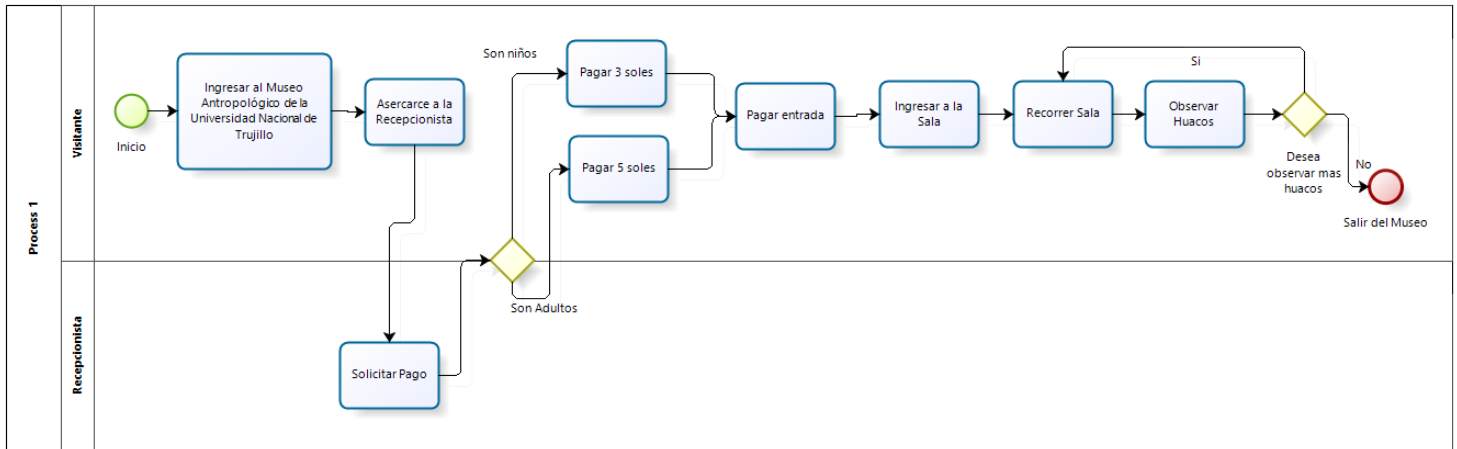 Process 1
Visitante
Recepcionista
Inicio
Ingresar al Museo
Antropológico de la
Universidad Nacional de
Trujillo
Asercarce a la
Recepcionista
Solicitar Pago
Son niños
Son Adultos
Pagar 3 soles
Pagar 5 soles
Pagar entrada
Ingresar a la
Sala
Recorrer Sala
Observar
Huacos
Si
Desea
observar mas
huacos
No
Salir del Museo